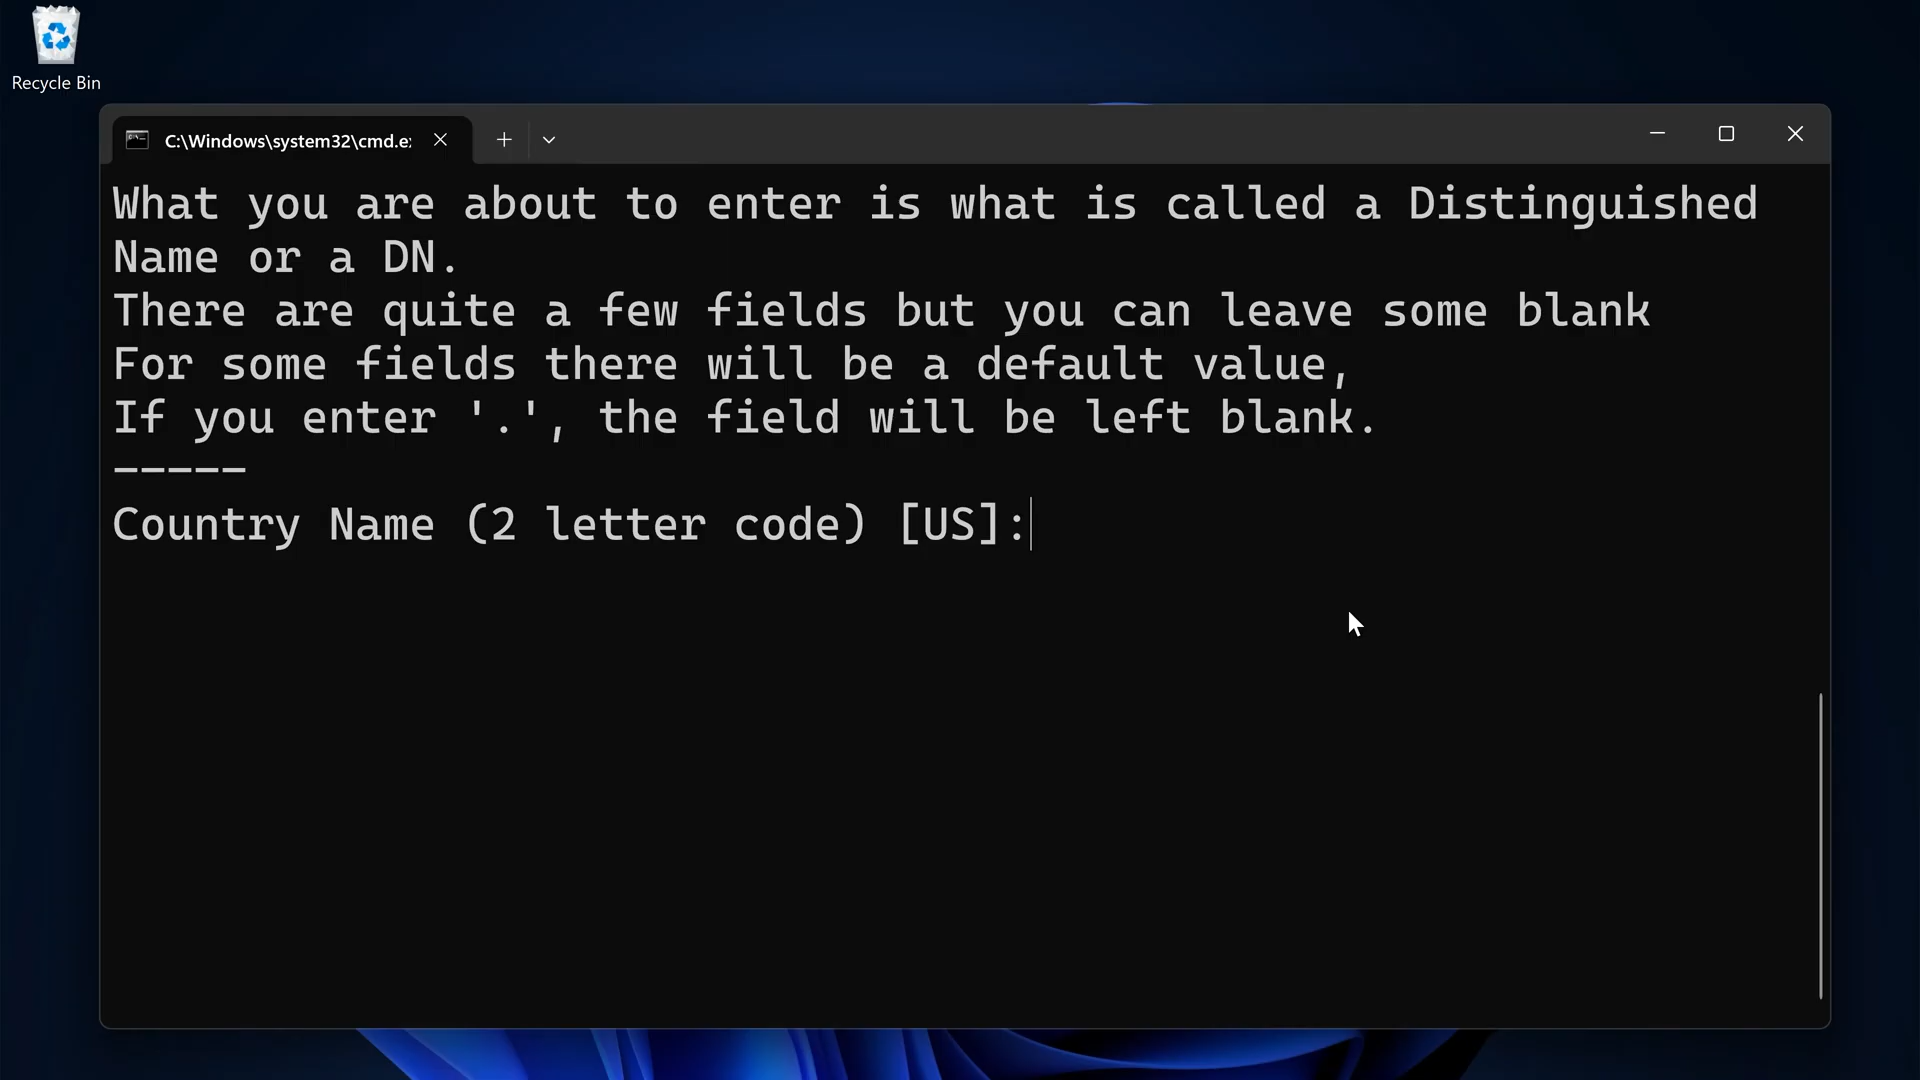 Recycle Bin
C:\Windows\system32\cmd.e
What you are about to enter is what is called a Distinguished
Name or a DN.
There are quite a few fields but you can leave some blank
For some fields there will be a default value,
If you enter '.', the field will be left blank.
-----
Country Name (2 letter code) [US]: